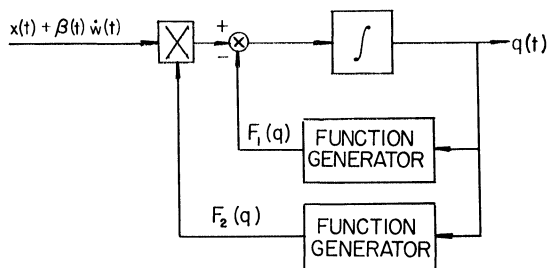 x(t) + β(t) ẇ(t)
X
+
−
×
∫
q(t)
F₁(q)
FUNCTION
GENERATOR
F₂(q)
FUNCTION
GENERATOR